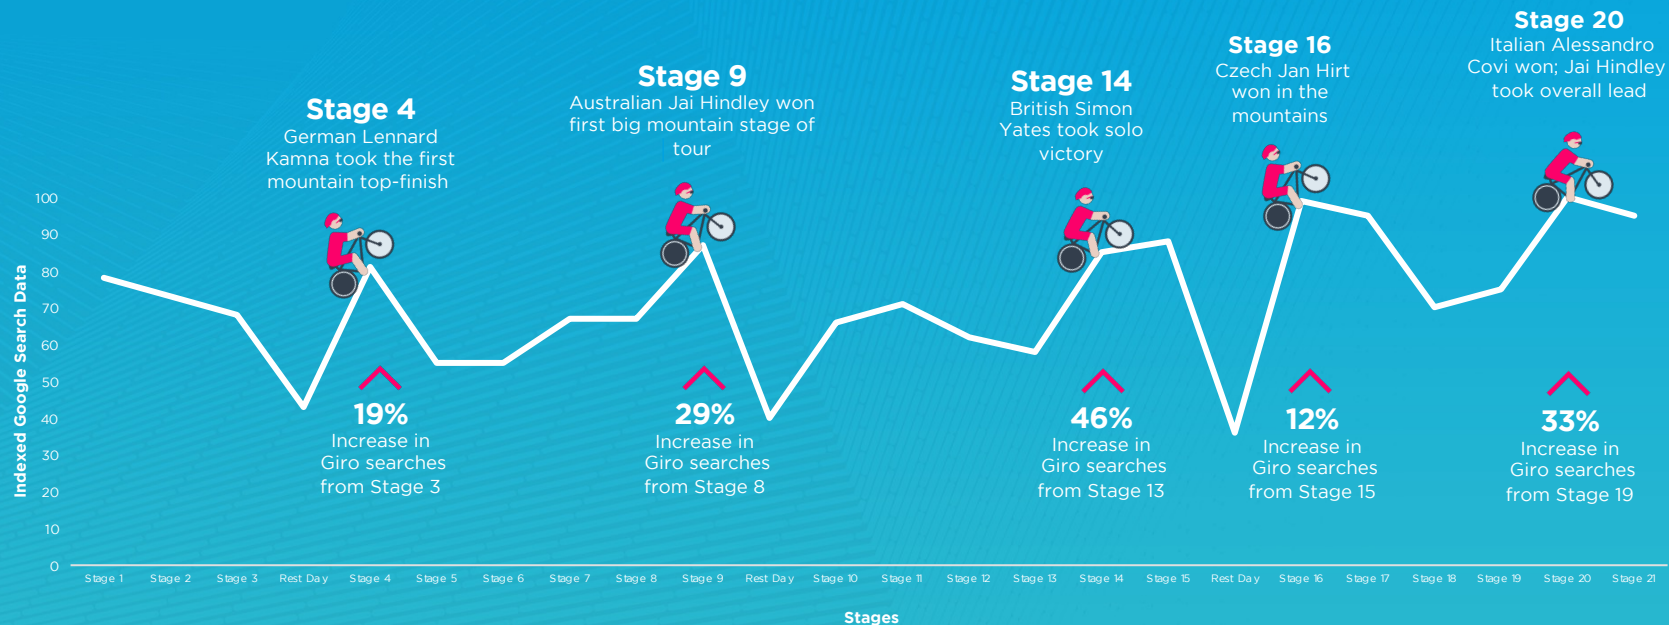 Stage 4
German Lennard
Kamna took the first
mountain top-finish
Stage 9
Australian Jai Hindley won
first big mountain stage of
tour
Stage 14
British Simon
Yates took solo
victory
Stage 16
Czech Jan Hirt
won in the
mountains
Stage 20
Italian Alessandro
Covi won; Jai Hindley
took overall lead
Indexed Google Search Data
100
90
80
70
60
50
40
30
20
10
0
19%
Increase in
Giro searches
from Stage 3
29%
Increase in
Giro searches
from Stage 8
46%
Increase in
Giro searches
from Stage 13
12%
Increase in
Giro searches
from Stage 15
33%
Increase in
Giro searches
from Stage 19
Stage 1 Stage 2 Stage 3 Rest Day Stage 4 Stage 5 Stage 6 Stage 7 Stage 8 Stage 9 Rest Day Stage 10 Stage 11 Stage 12 Stage 13 Stage 14 Stage 15 Rest Day Stage 16 Stage 17 Stage 18 Stage 19 Stage 20 Stage 21
Stages